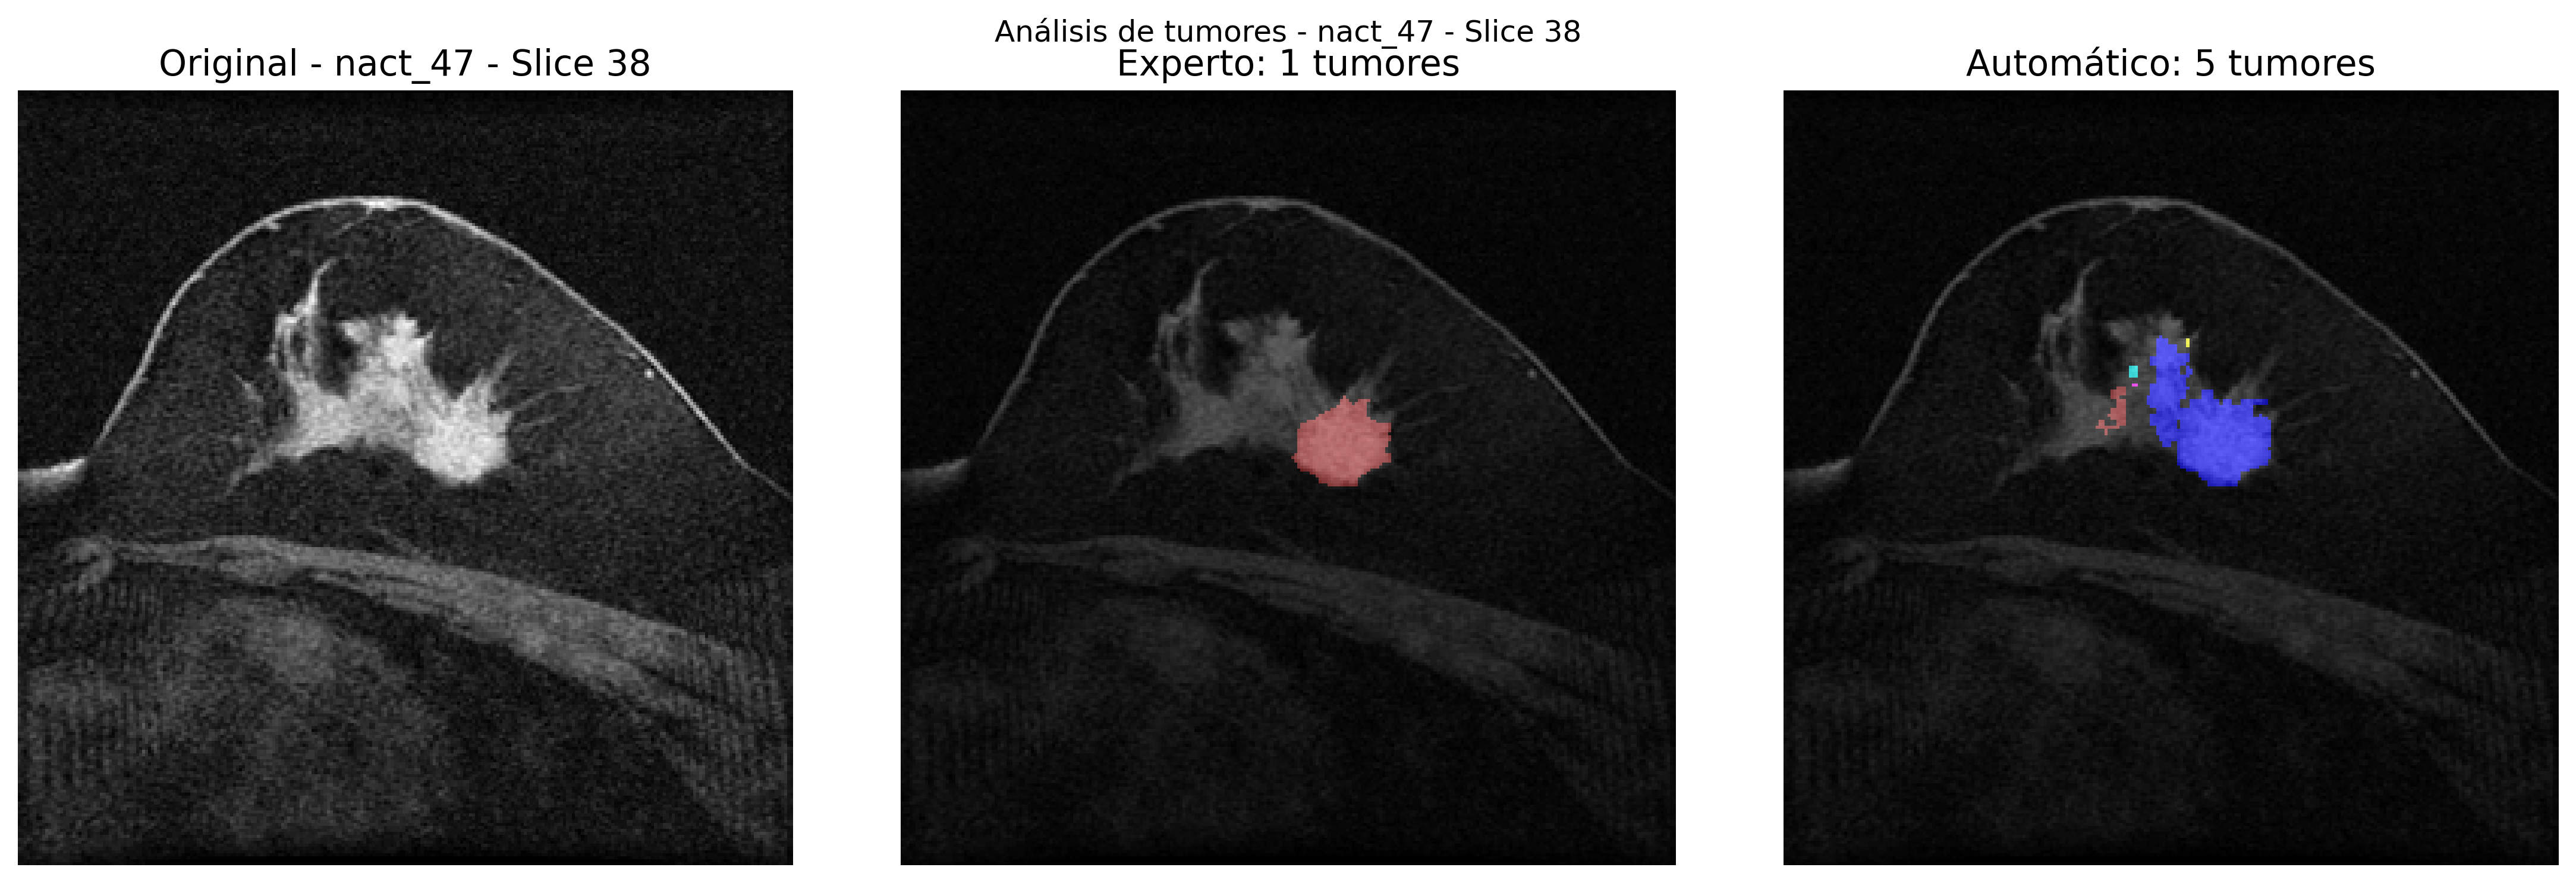 Análisis de tumores - nact_47 - Slice 38
Original - nact_47 - Slice 38
Experto: 1 tumores
Automático: 5 tumores